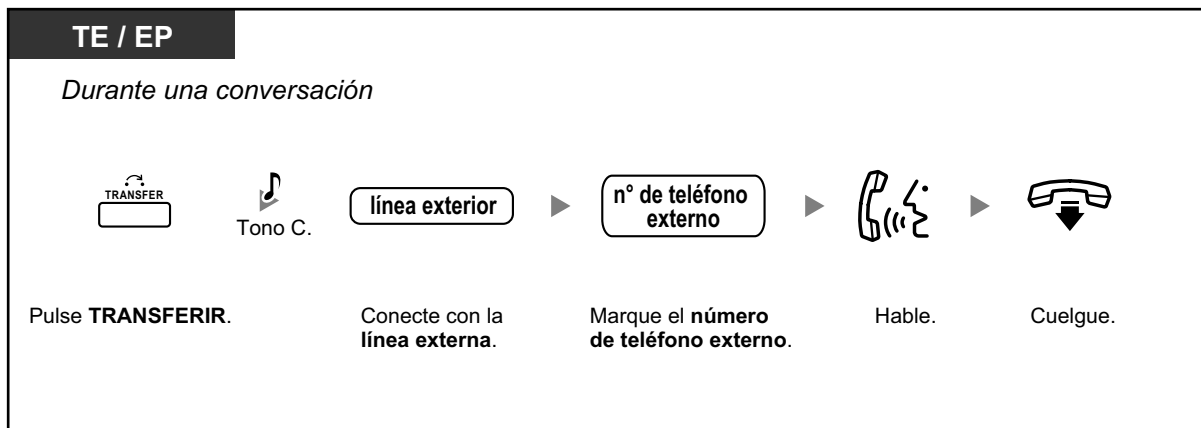 TE / EP
Durante una conversación
TRANSFER
Tono C.
línea exterior
n° de teléfono
externo
Pulse TRANSFERIR.
Conecte con la
línea externa.
Marque el número
de teléfono externo.
Hable.
Cuelgue.